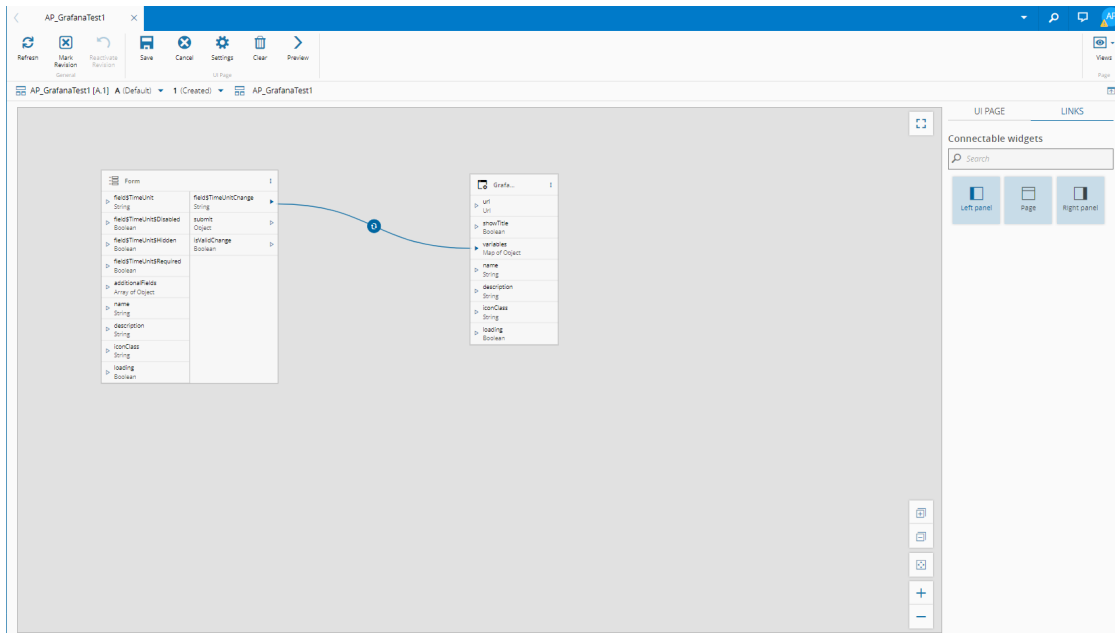 AP_GrafanaTest1
AP
Refresh
Mark Revision
Reactivate Revision
Save
Cancel
Settings
Clear
Preview
Views
General
UI Page
Page
AP_GrafanaTest1 [A.1] A (Default) 1 (Created) AP_GrafanaTest1
UI PAGE LINKS
Connectable widgets
Search
Left panel Page Right panel
Form
field$TimeUnit
String
field$TimeUnit$Disabled
Boolean
field$TimeUnit$Hidden
Boolean
field$TimeUnit$Required
Boolean
additionalFields
Array of Object
name
String
description
String
iconClass
String
loading
Boolean
field$TimeUnitChange
String
submit
Object
isValidChange
Boolean
Grafa...
url
Url
showTitle
Boolean
variables
Map of Object
name
String
description
String
iconClass
String
loading
Boolean